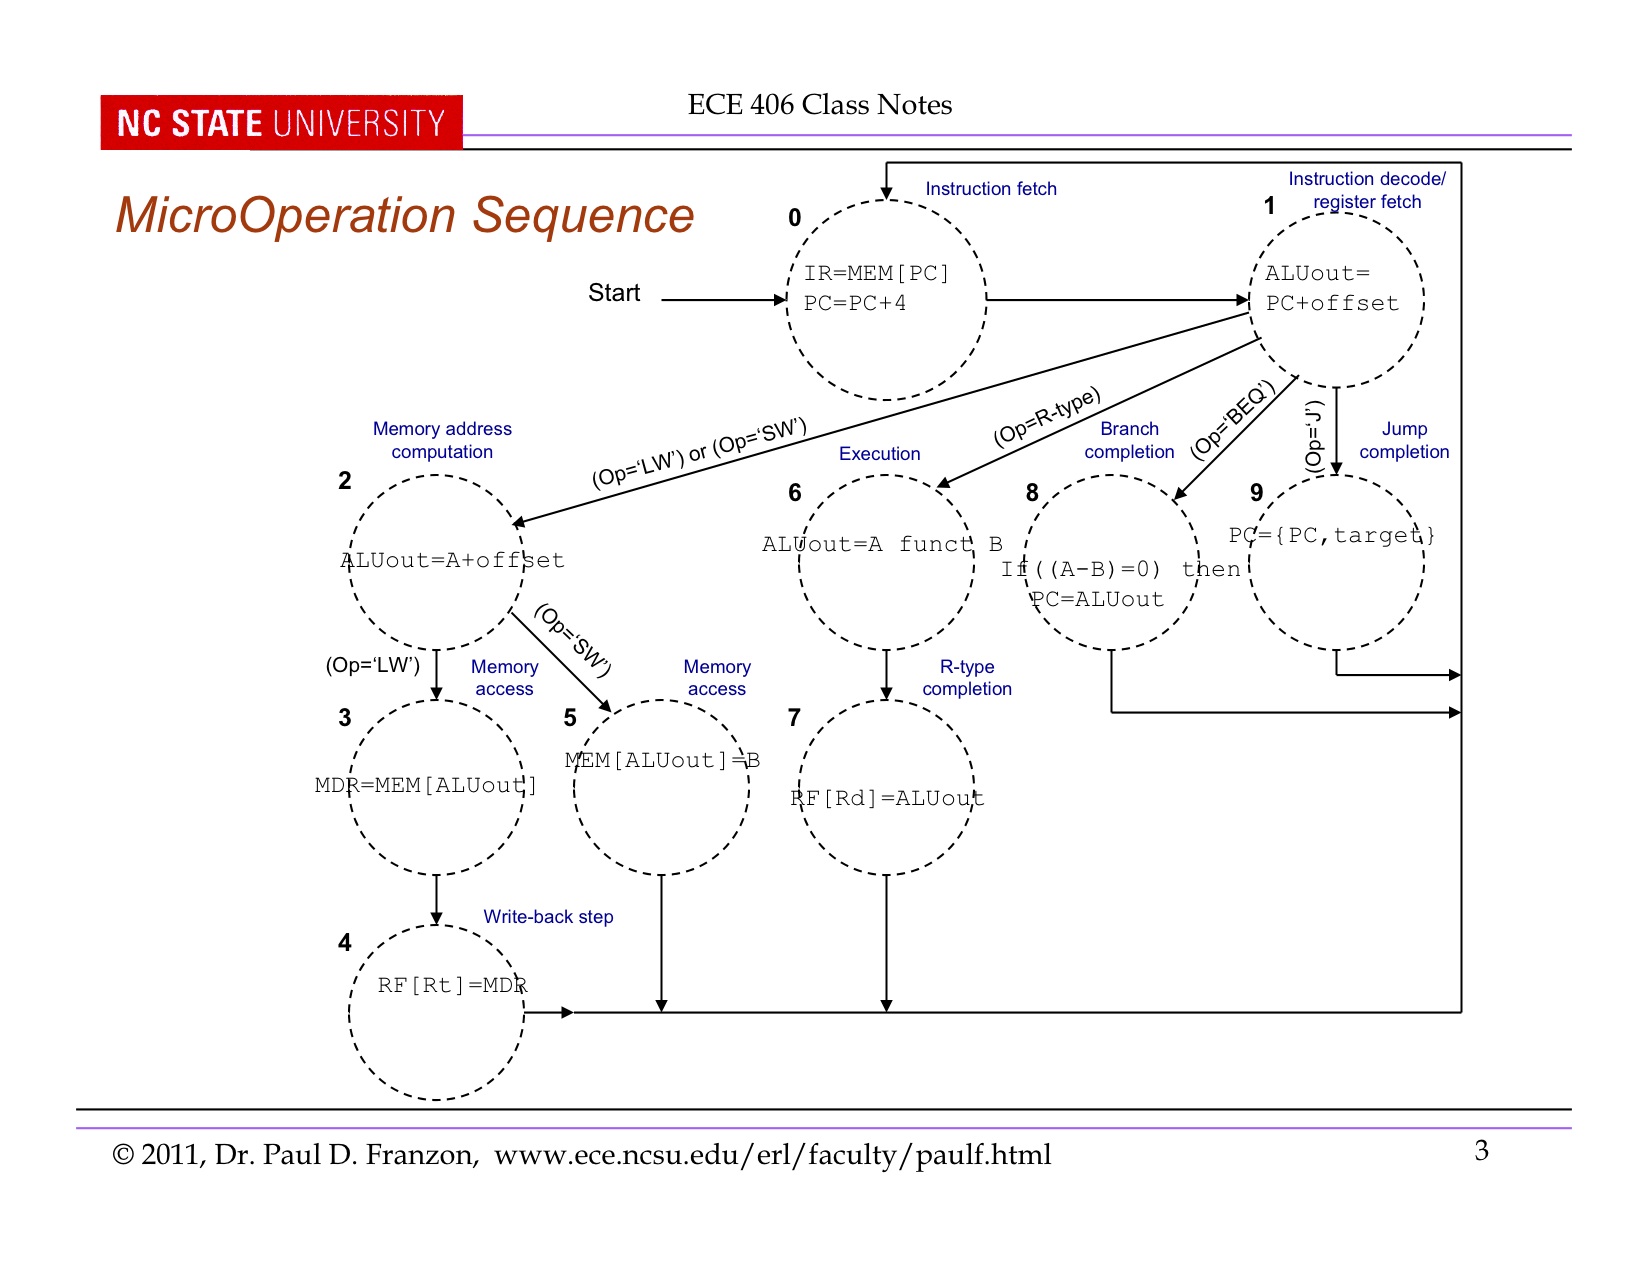 NC STATE UNIVERSITY
ECE 406 Class Notes
MicroOperation Sequence
Instruction fetch
Instruction decode/
register fetch
0
1
IR=MEM[PC]
PC=PC+4
ALUout=
PC+offset
Start
(Op=‘LW’) or (Op=‘SW’)
(Op=R-type)
(Op=‘BEQ’)
(Op=‘J’)
Memory address
computation
Execution
Branch
completion
Jump
completion
2
6
8
9
ALUout=A+offset
ALUout=A funct B
If((A-B)=0) then
PC=ALUout
PC={PC,target}
(Op=‘LW’)
(Op=‘SW’)
Memory
access
Memory
access
R-type
completion
3
5
7
MDR=MEM[ALUout]
MEM[ALUout]=B
RF[Rd]=ALUout
Write-back step
4
RF[Rt]=MDR
© 2011, Dr. Paul D. Franzon, www.ece.ncsu.edu/erl/faculty/paulf.html
3